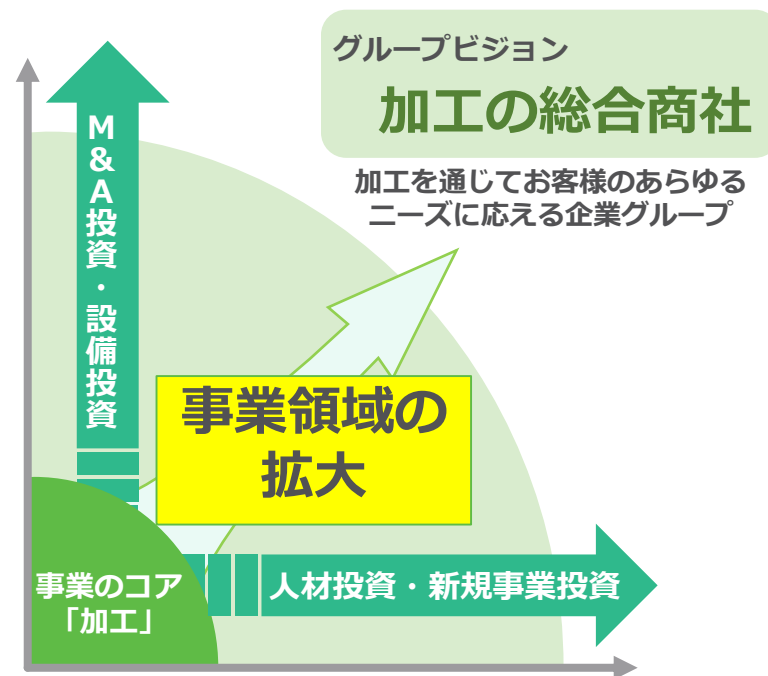 グループビジョン
加工の総合商社
加工を通じてお客様のあらゆる
ニーズに応える企業グループ
M&A投資・設備投資
事業領域の
拡大
事業のコア
「加工」
人材投資・新規事業投資